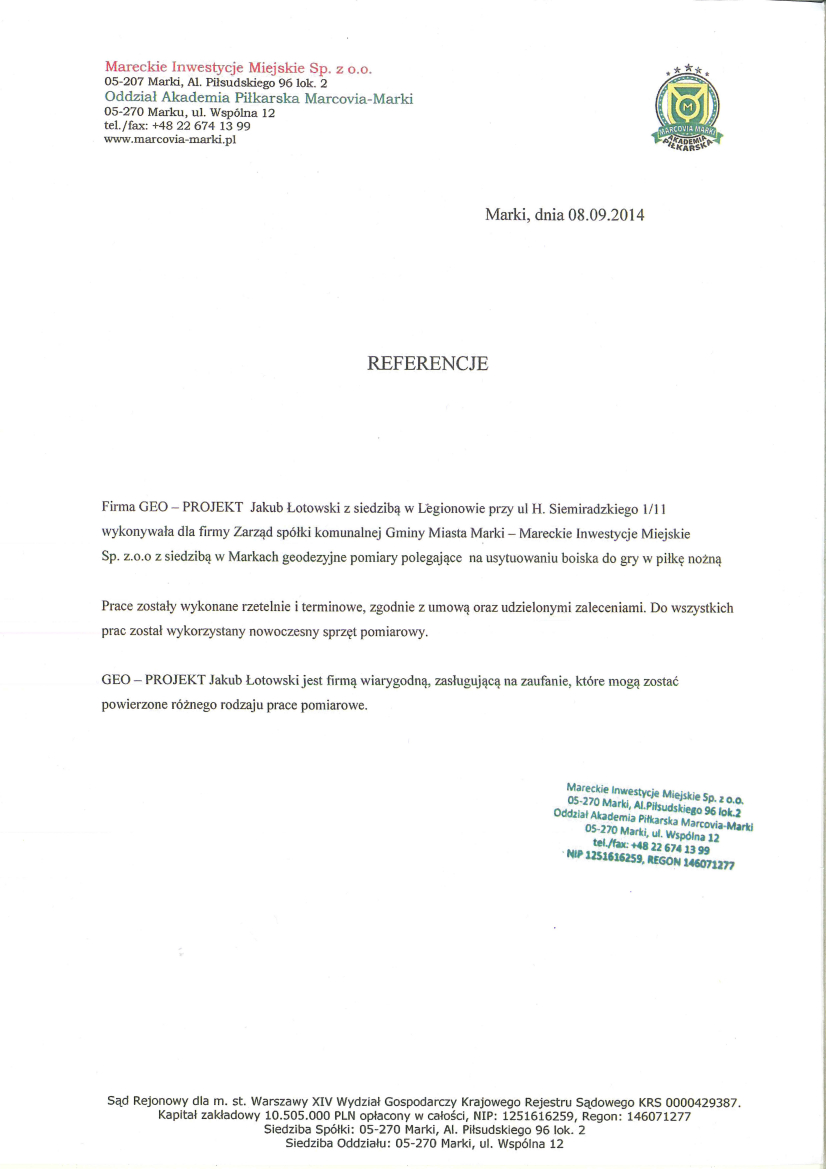 Mareckie Inwestycje Miejskie Sp. z o.o.
05-207 Marki, Al. Piłsudskiego 96 lok. 2
Oddział Akademia Piłkarska Marcovia-Marki
05-270 Marku, ul. Wspólna 12
tel./fax: +48 22 674 13 99
www.marcovia-marki.pl
MARCOVIA MARKI
AKADEMIA
PIŁKARSKA
Marki, dnia 08.09.2014
REFERENCJE
Firma GEO – PROJEKT Jakub Łotowski z siedzibą w Legionowie przy ul H. Siemiradzkiego 1/11
wykonywała dla firmy Zarząd spółki komunalnej Gminy Miasta Marki – Mareckie Inwestycje Miejskie
Sp. z.o.o z siedzibą w Markach geodezyjne pomiary polegające na usytuowaniu boiska do gry w piłkę nożną
Prace zostały wykonane rzetelnie i terminowe, zgodnie z umową oraz udzielonymi zaleceniami. Do wszystkich
prac został wykorzystany nowoczesny sprzęt pomiarowy.
GEO – PROJEKT Jakub Łotowski jest firmą wiarygodną, zasługującą na zaufanie, które mogą zostać
powierzone różnego rodzaju prace pomiarowe.
Mareckie Inwestycje Miejskie Sp. z o.o.
05-270 Marki, Al.Piłsudskiego 96 lok.2
Oddział Akademia Piłkarska Marcovia-Marki
05-270 Marki, ul. Wspólna 12
tel./fax: +48 22 674 13 99
NIP 1251616259, REGON 146071277
Sąd Rejonowy dla m. st. Warszawy XIV Wydział Gospodarczy Krajowego Rejestru Sądowego KRS 0000429387.
Kapitał zakładowy 10.505.000 PLN opłacony w całości, NIP: 1251616259, Regon: 146071277
Siedziba Spółki: 05-270 Marki, Al. Piłsudskiego 96 lok. 2
Siedziba Oddziału: 05-270 Marki, ul. Wspólna 12